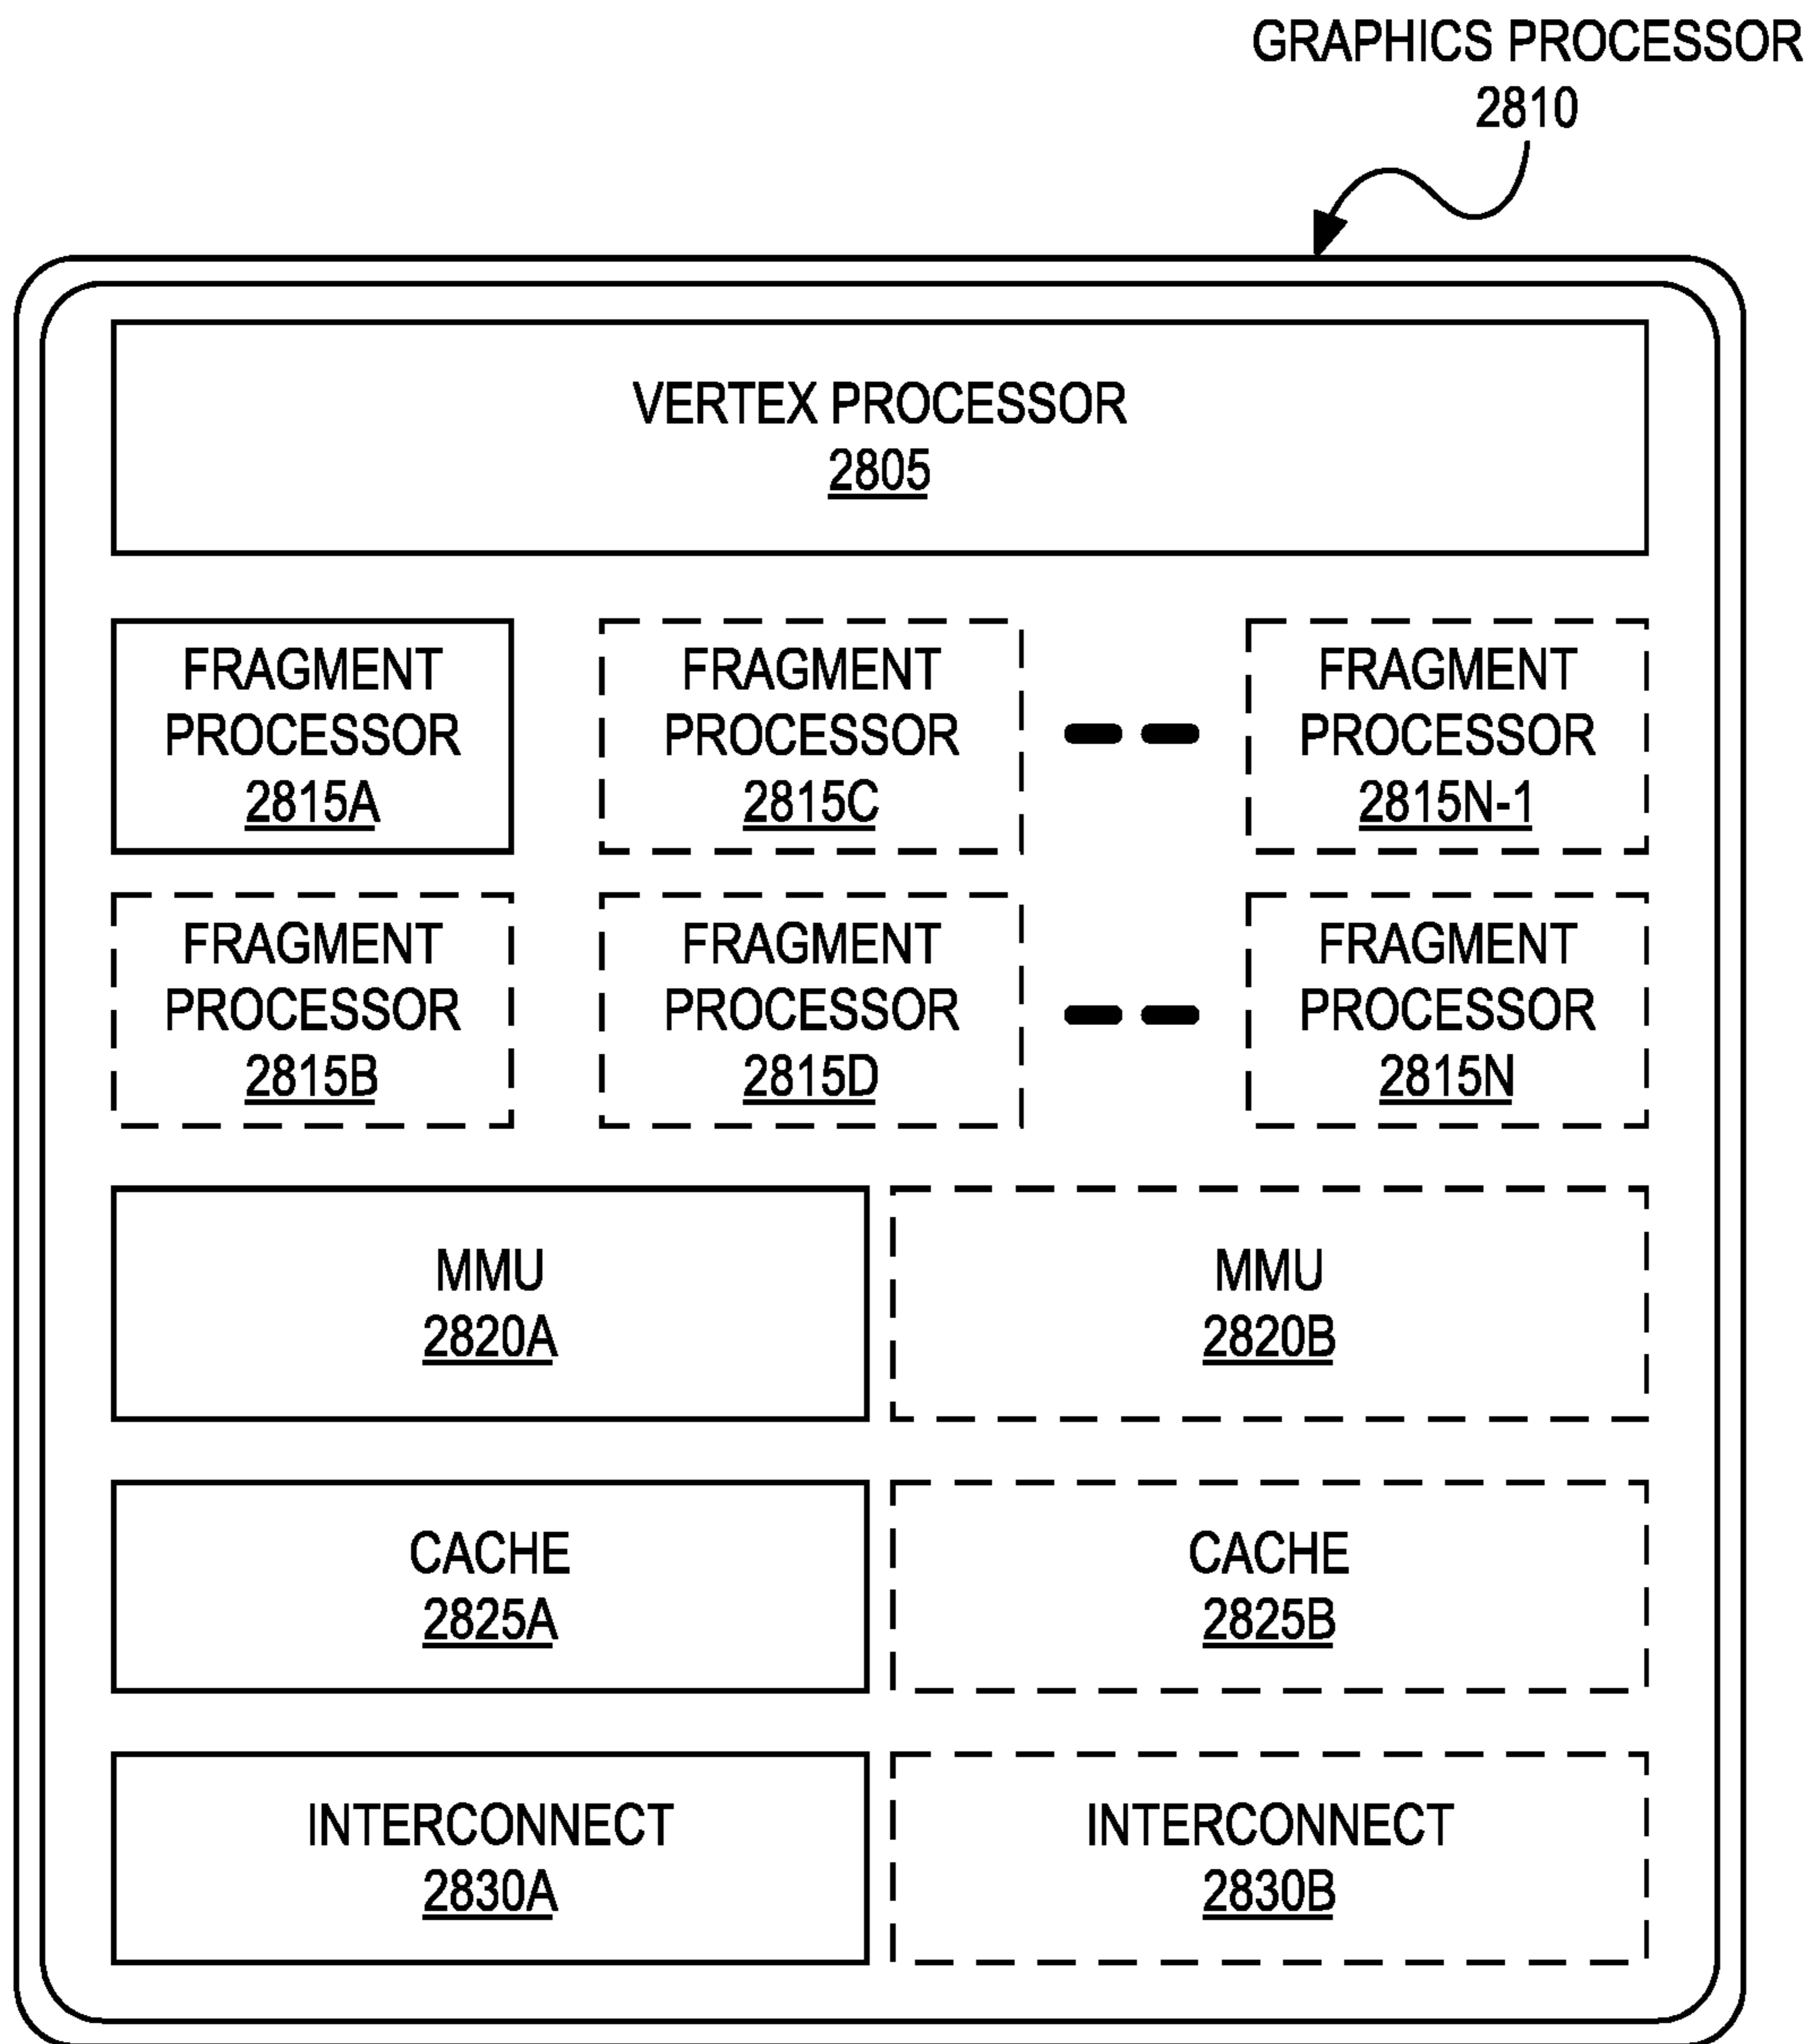 GRAPHICS PROCESSOR
2810
VERTEX PROCESSOR
2805
FRAGMENT
PROCESSOR
2815A
FRAGMENT
PROCESSOR
2815C
FRAGMENT
PROCESSOR
2815N-1
FRAGMENT
PROCESSOR
2815B
FRAGMENT
PROCESSOR
2815D
FRAGMENT
PROCESSOR
2815N
MMU
2820A
MMU
2820B
CACHE
2825A
CACHE
2825B
INTERCONNECT
2830A
INTERCONNECT
2830B